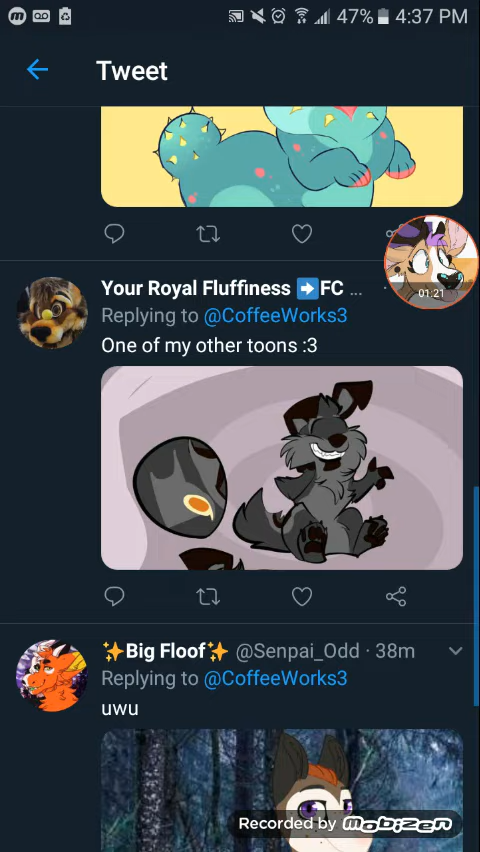 47% 4:37 PM
Tweet
01:21
Your Royal Fluffiness ➡FC ...
Replying to @CoffeeWorks3
One of my other toons :3
✨Big Floof✨ @Senpai_Odd · 38m
Replying to @CoffeeWorks3
uwu
Recorded by mobizen